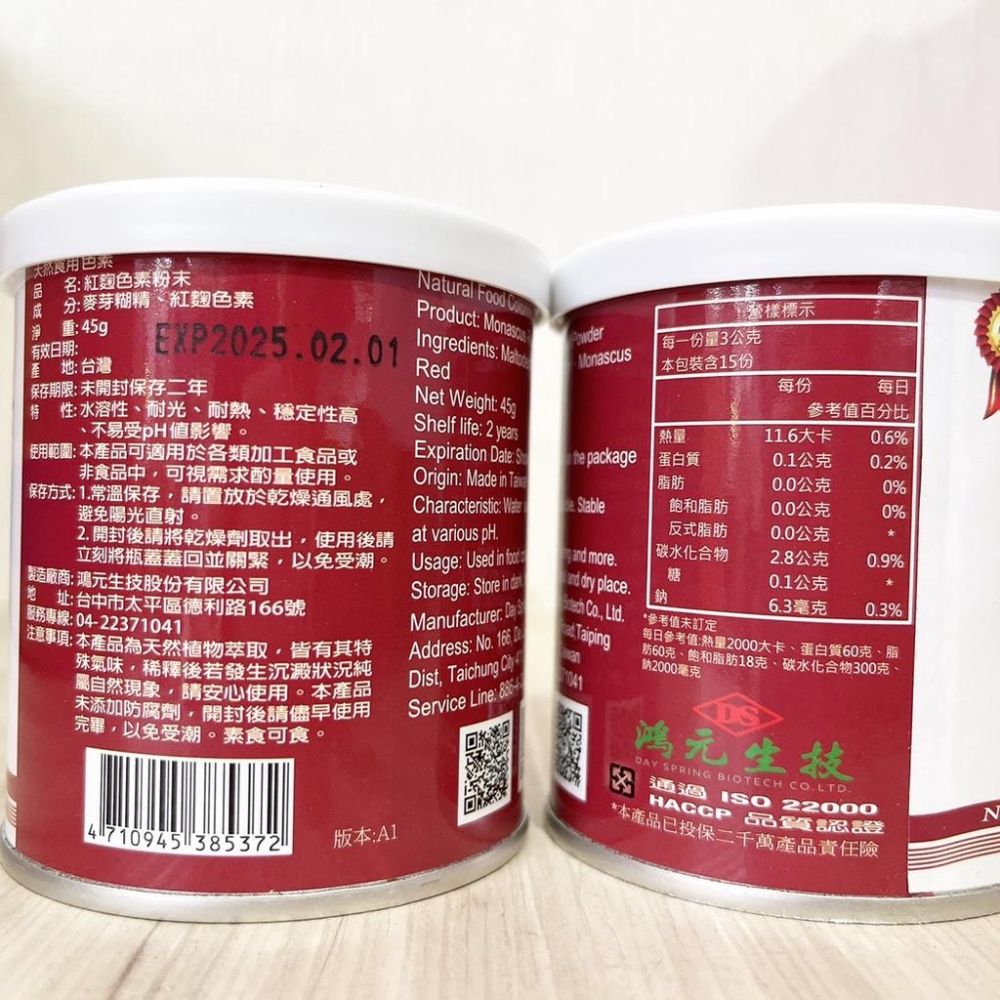 天然食用色素
品 名: 紅麴色素粉末
成 分: 麥芽糊精、紅麴色素
淨 重: 45g
有效日期:
EXP2025.02.01
產 地: 台灣
保存期限: 未開封保存二年
特 性: 水溶性、耐光、耐熱、穩定性高
、不易受pH值影響。
使用範圍: 本產品可適用於各類加工食品或
非食品中，可視需求酌量使用。
保存方式: 1.常溫保存，請置放於乾燥通風處，
避免陽光直射。
2.開封後請將乾燥劑取出，使用後請
立刻將瓶蓋蓋回並關緊，以免受潮。
製造廠商: 鴻元生技股份有限公司
地 址: 台中市太平區德利路166號
服務專線: 04-22371041
注意事項: 本產品為天然植物萃取，皆有其特
殊氣味，稀釋後若發生沉澱狀況純
屬自然現象，請安心使用。本產品
未添加防腐劑，開封後請儘早使用
完畢，以免受潮。素食可食。
4 710945 385372
版本:A1
Natural Food
Product: Monascus
Ingredients:
Red
Net Weight: 45g
Shelf life: 2 years
Expiration Date:
Origin: Made in
Characteristic: Water
at various pH.
Usage: Used in food
Storage: Store in
Manufacturer: Day
Address: No. 166,
Dist, Taichung City
Service Line:
Powder
Monascus
the package
Stable
and more.
and dry place.
Co., Ltd.
Taiping
1041
每一份量3公克
本包裝含15份
每份 每日
參考值百分比
熱量 11.6大卡 0.6%
蛋白質 0.1公克 0.2%
脂肪 0.0公克 0%
飽和脂肪 0.0公克 0%
反式脂肪 0.0公克 *
碳水化合物 2.8公克 0.9%
糖 0.1公克 *
鈉 6.3毫克 0.3%
*參考值未訂定
每日參考值:熱量2000大卡、蛋白質60克、脂
肪60克、飽和脂肪18克、碳水化合物300克、
鈉2000毫克
DS
鴻元生技
DAY SPRING BIOTECH CO.LTD.
通過 ISO 22000
HACCP 品質認證
*本產品已投保二千萬產品責任險